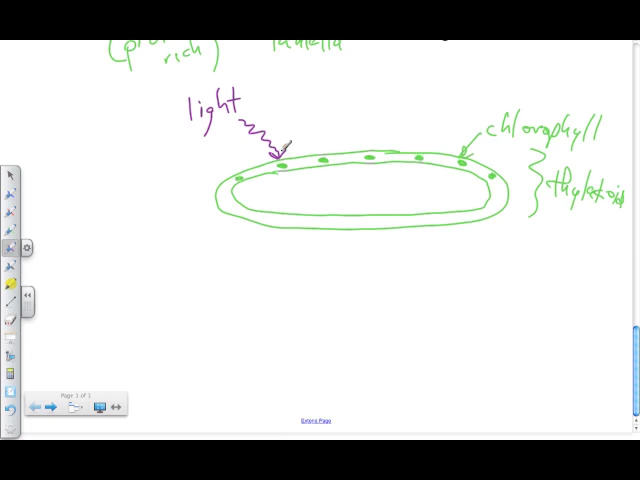 rich)
lamella
light
chlorophyll
thylakoid
Page 1 of 1
Extend Page